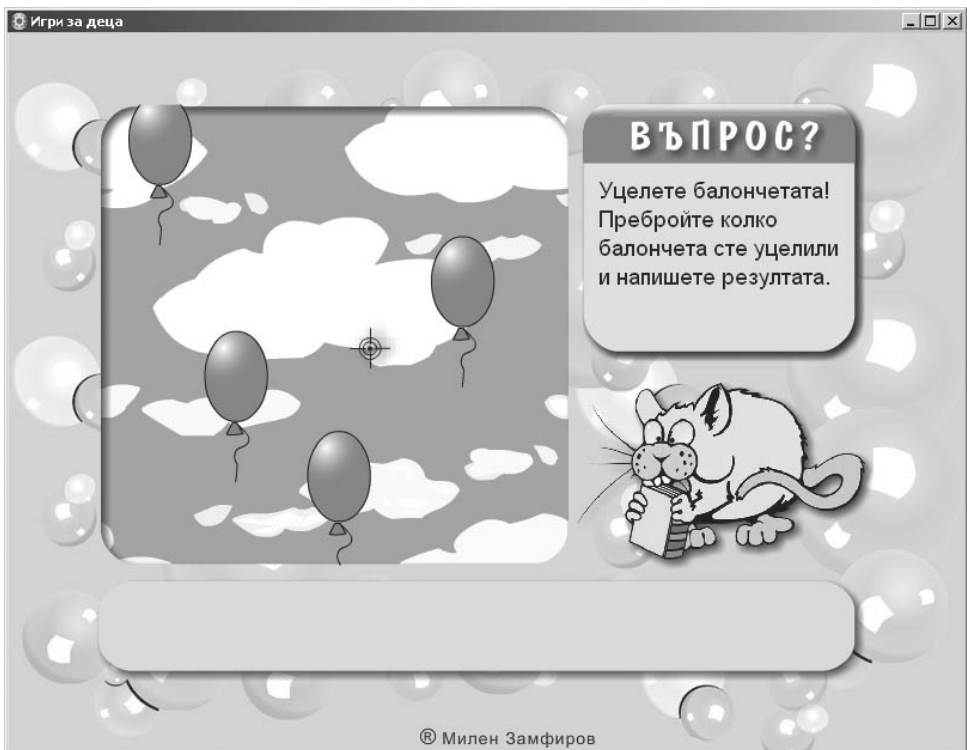 Игри за деца
ВЪПРОС?
Уцелете балончетата!
Пребройте колко
балончета сте уцелили
и напишете резултата.
® Милен Замфиров